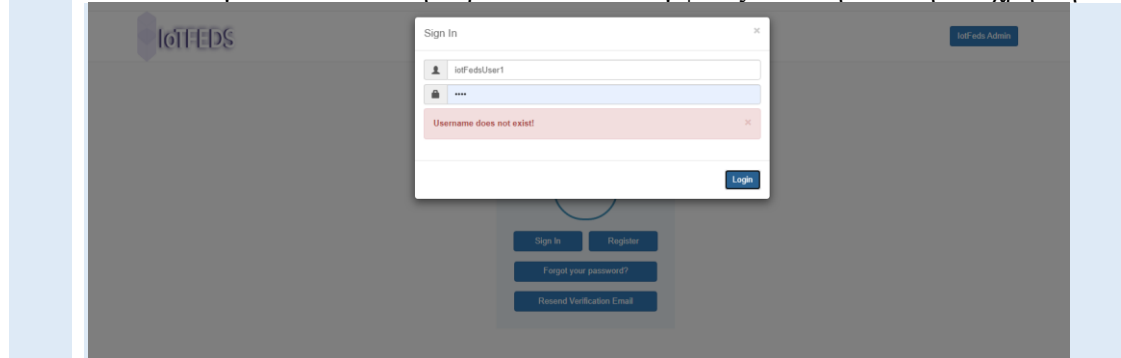 IoTFEDS
Sign In ×
IotFeds Admin
iotFedsUser1
••••
Username does not exist! ×
Login
Sign In
Register
Forgot your password?
Resend Verification Email